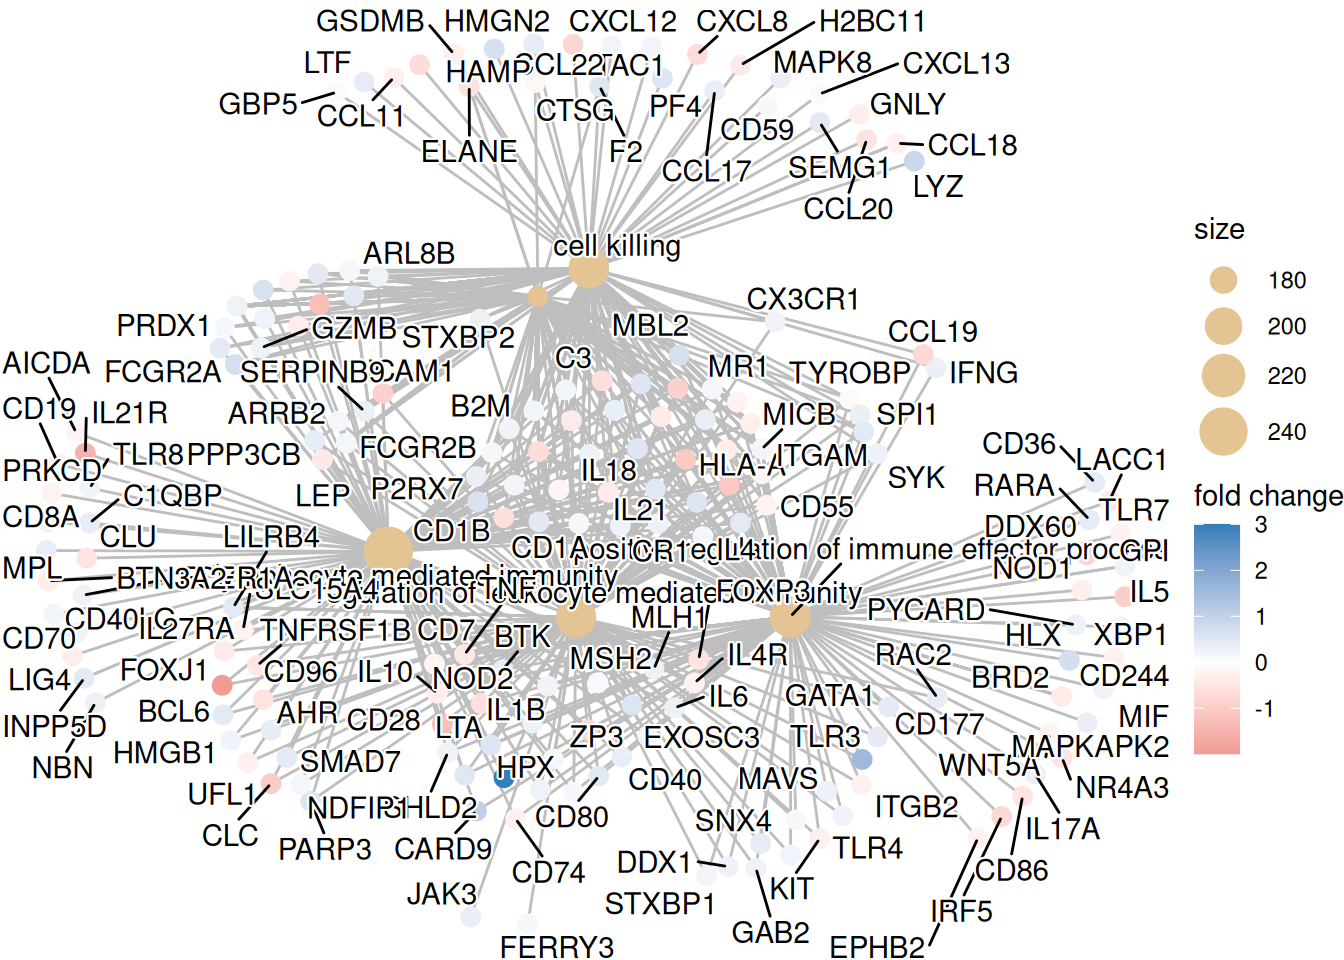 GSDMB HMGN2 CXCL12 CXCL8 H2BC11
LTF HAMP CCL22 TAC1 MAPK8 CXCL13
GBP5 CCL11 CTSG PF4 GNLY
ELANE F2 CD59 CCL18
CCL17 SEMG1 LYZ
CCL20
cell killing
ARL8B
CX3CR1
PRDX1 GZMB STXBP2 MBL2 CCL19
AICDA FCGR2A SERPINB9 C3 MR1 TYROBP IFNG
CD19 IL21R ARRB2 B2M MICB SPI1
TLR8 PPP3CB FCGR2B IL18 HLA-A ITGAM CD36 LACC1
C1QBP LEP P2RX7 SYK RARA
CD8A CD1B IL21 CD55 DDX60 TLR7
CLU LILRB4 CR1 IL4 positive regulation of immune effector process GPI
MPL BTN3A2 SLC15A4 leukocyte mediated immunity TNF NOD1
regulation of leukocyte mediated immunity FOXP3 IL5
CD40LG IL27RA TNFRSF1B CD7 BTK MLH1 PYCARD HLX XBP1
CD70 FOXJ1 CD96 IL10 NOD2 MSH2 IL4R RAC2 BRD2 CD244
LIG4 BCL6 AHR CD28 IL1B IL6 GATA1 CD177 MIF
INPP5D HMGB1 SMAD7 LTA ZP3 EXOSC3 TLR3 WNT5A MAPKAPK2
NBN UFL1 HPX CD40 MAVS ITGB2 NR4A3
CLC NDFIP1 SHLD2 CD80 SNX4 IL17A
PARP3 CARD9 CD74 DDX1 TLR4 CD86
JAK3 STXBP1 KIT IRF5
FERRY3 GAB2 EPHB2
size
180
200
220
240
fold change
3
2
1
0
-1